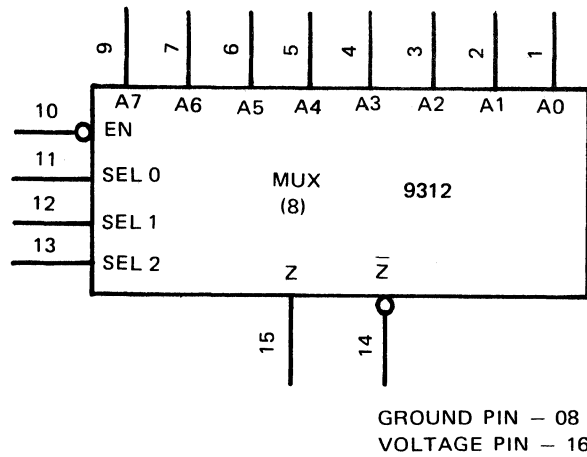 9 7 6 5 4 3 2 1
A7 A6 A5 A4 A3 A2 A1 A0
10 EN
11 SEL 0
MUX 9312
(8)
12 SEL 1
13 SEL 2
Z Z̅
15 14
GROUND PIN – 08
VOLTAGE PIN – 16